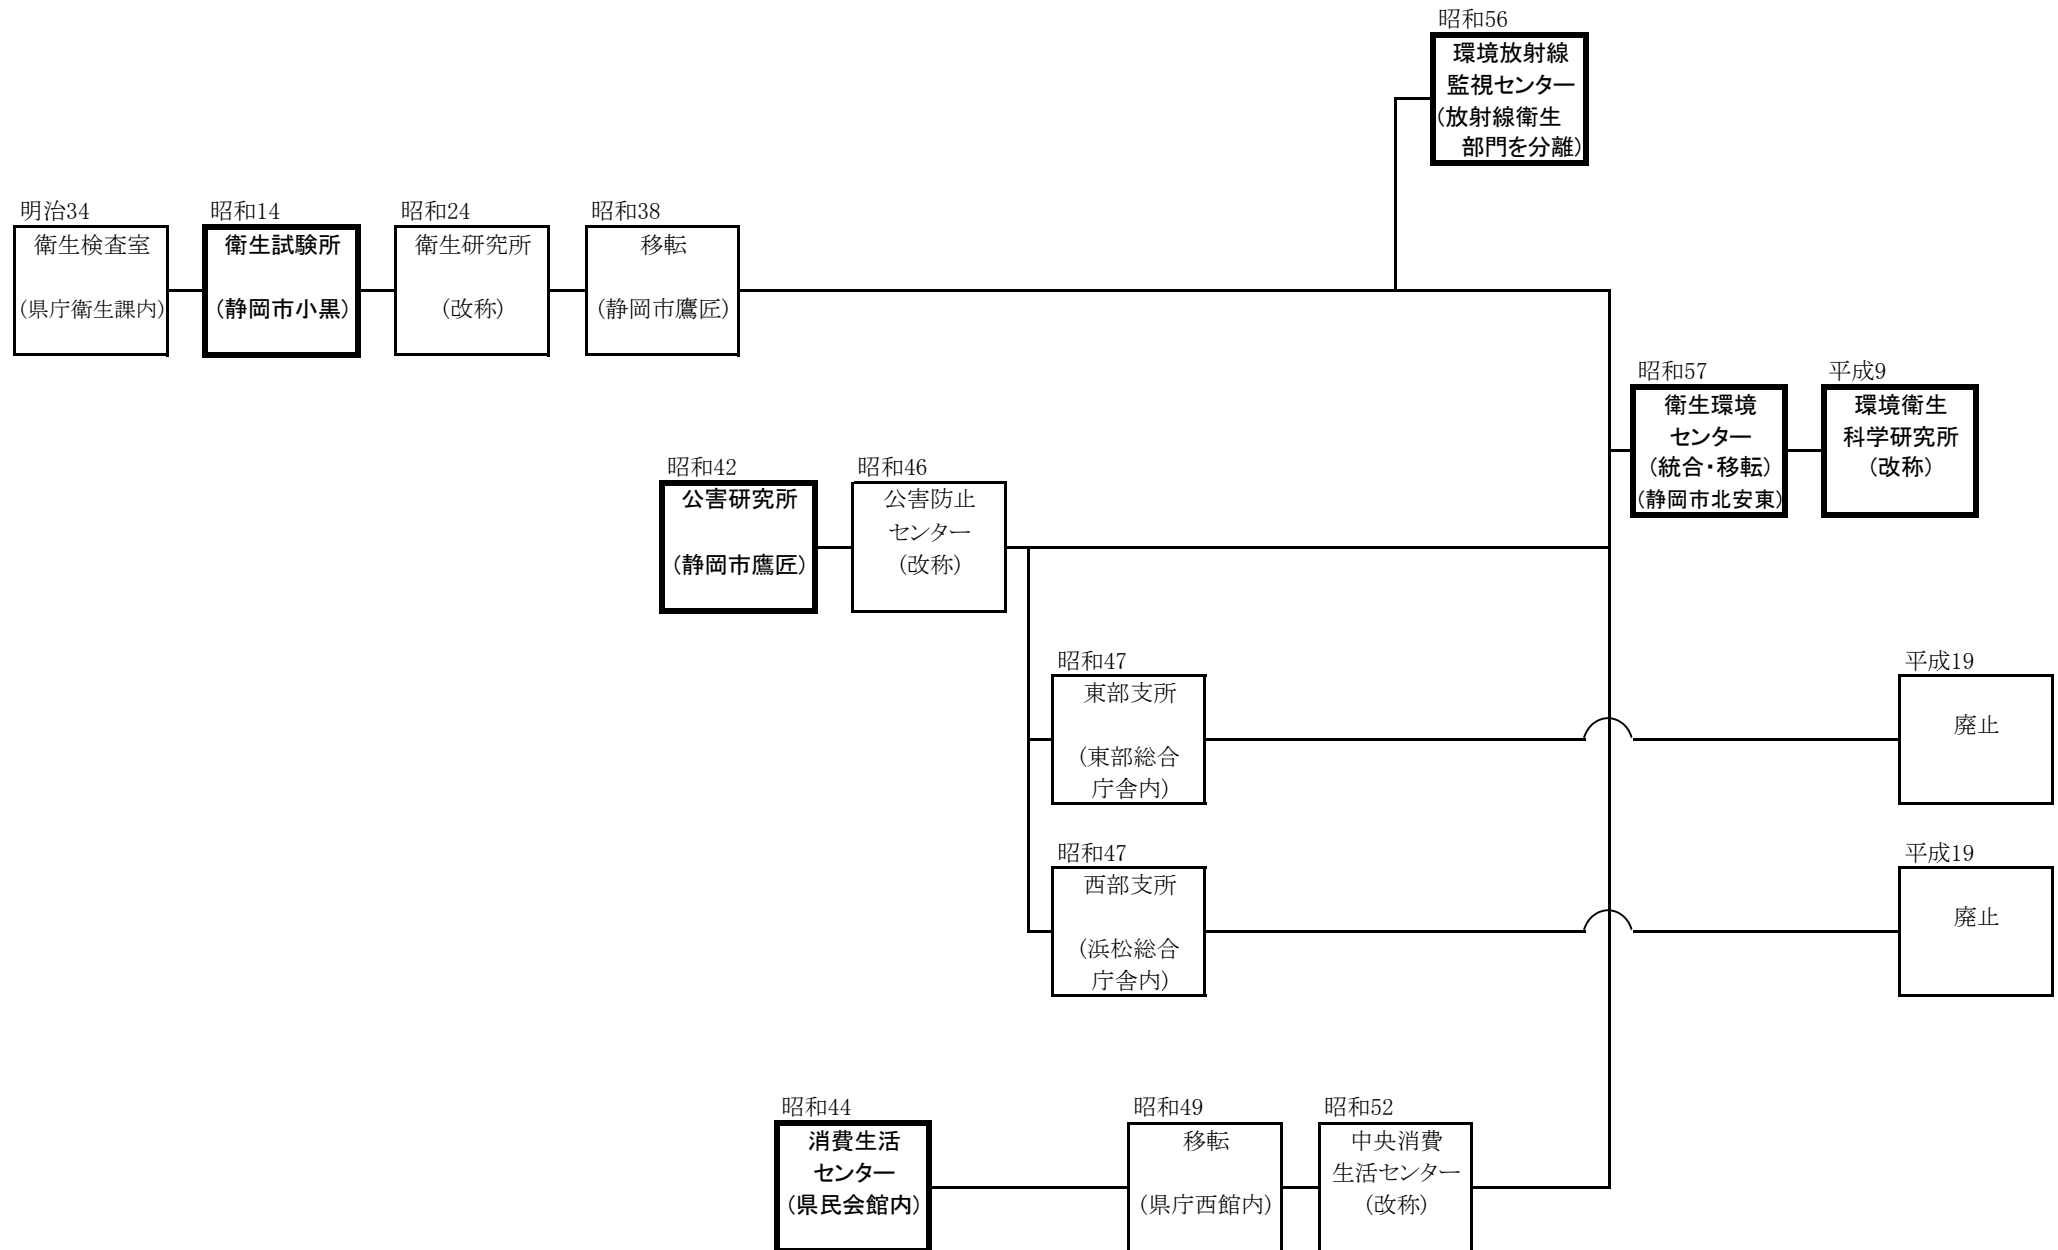 昭和56
環境放射線
監視センター
(放射線衛生
部門を分離)
明治34
衛生検査室
(県庁衛生課内)
昭和14
衛生試験所
(静岡市小黒)
昭和24
衛生研究所
(改称)
昭和38
移転
(静岡市鷹匠)
昭和57
衛生環境
センター
(統合・移転)
(静岡市北安東)
平成9
環境衛生
科学研究所
(改称)
昭和42
公害研究所
(静岡市鷹匠)
昭和46
公害防止
センター
(改称)
昭和47
東部支所
(東部総合
庁舎内)
平成19
廃止
昭和47
西部支所
(浜松総合
庁舎内)
平成19
廃止
昭和44
消費生活
センター
(県民会館内)
昭和49
移転
(県庁西館内)
昭和52
中央消費
生活センター
(改称)